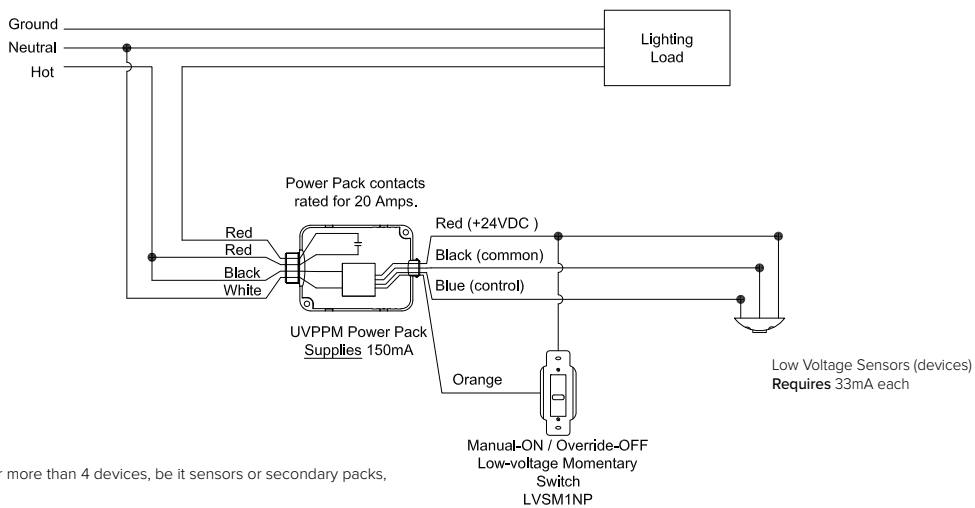 Ground
Neutral
Hot
Lighting
Load
Power Pack contacts
rated for 20 Amps.
Red
Red
Black
White
Red (+24VDC )
Black (common)
Blue (control)
UVPPM Power Pack
Supplies 150mA
Orange
Low Voltage Sensors (devices)
Requires 33mA each
Manual-ON / Override-OFF
Low-voltage Momentary
Switch
LVSM1NP
more than 4 devices, be it sensors or secondary packs,